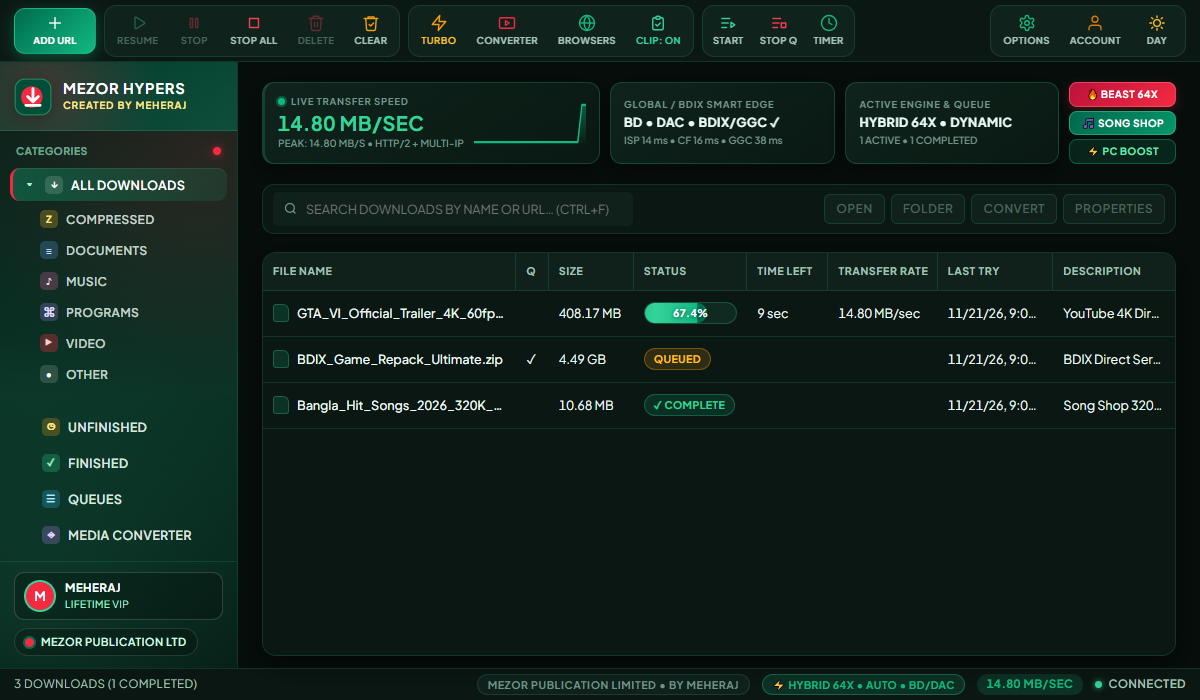 ADD URL
RESUME
STOP
STOP ALL
DELETE
CLEAR
TURBO
CONVERTER
BROWSERS
CLIP: ON
START
STOP Q
TIMER
OPTIONS
ACCOUNT
DAY
MEZOR HYPERS
CREATED BY MEHERAJ
CATEGORIES
ALL DOWNLOADS
Z COMPRESSED
DOCUMENTS
MUSIC
PROGRAMS
VIDEO
OTHER
UNFINISHED
FINISHED
QUEUES
MEDIA CONVERTER
M
MEHERAJ
LIFETIME VIP
MEZOR PUBLICATION LTD
LIVE TRANSFER SPEED
14.80 MB/SEC
PEAK: 14.80 MB/S • HTTP/2 + MULTI-IP
GLOBAL / BDIX SMART EDGE
BD • DAC • BDIX/GGC ✓
ISP 14 ms • CF 16 ms • GGC 38 ms
ACTIVE ENGINE & QUEUE
HYBRID 64X • DYNAMIC
1 ACTIVE • 1 COMPLETED
🔥 BEAST 64X
🎵 SONG SHOP
⚡ PC BOOST
SEARCH DOWNLOADS BY NAME OR URL... (CTRL+F)
OPEN
FOLDER
CONVERT
PROPERTIES
FILE NAME Q SIZE STATUS TIME LEFT TRANSFER RATE LAST TRY DESCRIPTION
GTA_VI_Official_Trailer_4K_60fp... 408.17 MB 67.4% 9 sec 14.80 MB/sec 11/21/26, 9:0... YouTube 4K Dir...
BDIX_Game_Repack_Ultimate.zip ✓ 4.49 GB QUEUED 11/21/26, 9:0... BDIX Direct Ser...
Bangla_Hit_Songs_2026_320K_... 10.68 MB ✓ COMPLETE 11/21/26, 9:0... Song Shop 320...
3 DOWNLOADS (1 COMPLETED)
MEZOR PUBLICATION LIMITED • BY MEHERAJ
⚡ HYBRID 64X • AUTO • BD/DAC
14.80 MB/SEC
CONNECTED